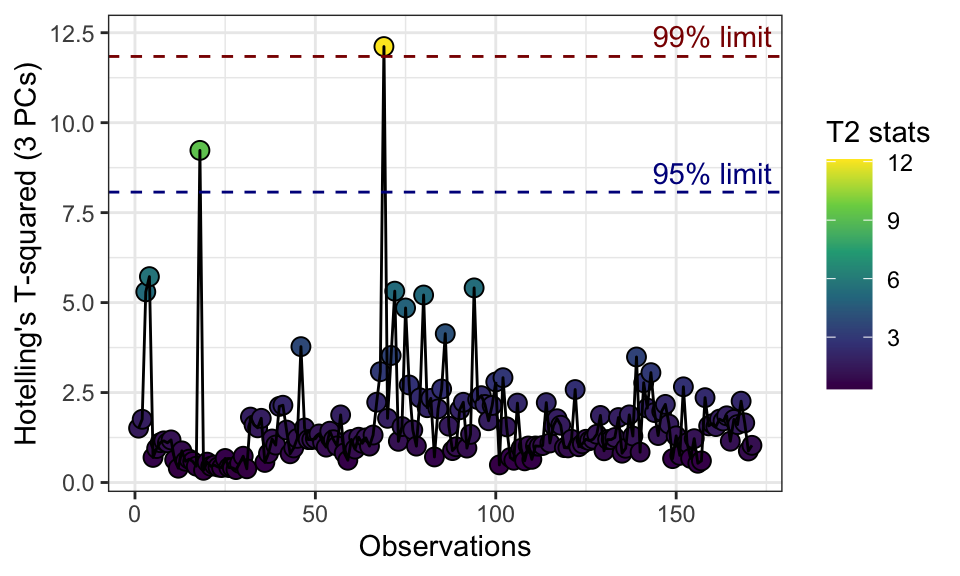 12.5
10.0
7.5
5.0
2.5
0.0
Hotelling's T-squared (3 PCs)
99% limit
95% limit
0
50
100
150
Observations
T2 stats
12
9
6
3